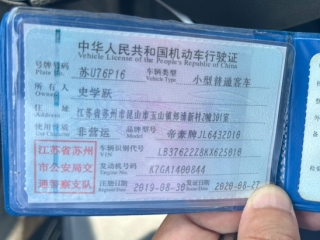 中华人民共和国机动车行驶证
Vehicle License of the People's Republic of China
号牌号码 苏U76P16 车辆类型 小型普通客车
Plate No. Vehicle Type
所有人 史学跃
Owner
住址 江苏省苏州市昆山市玉山镇 301室
Address
使用性质 非营运 品牌型号 帝豪牌JL6432D18
Use Character Model
江苏省苏州
市公安局交
通警察支队
车辆识别代号
VIN
发动机号码
Engine No.
注册日期 2019-08-30 发证日期 2020-08-27
Register Date Issue Date